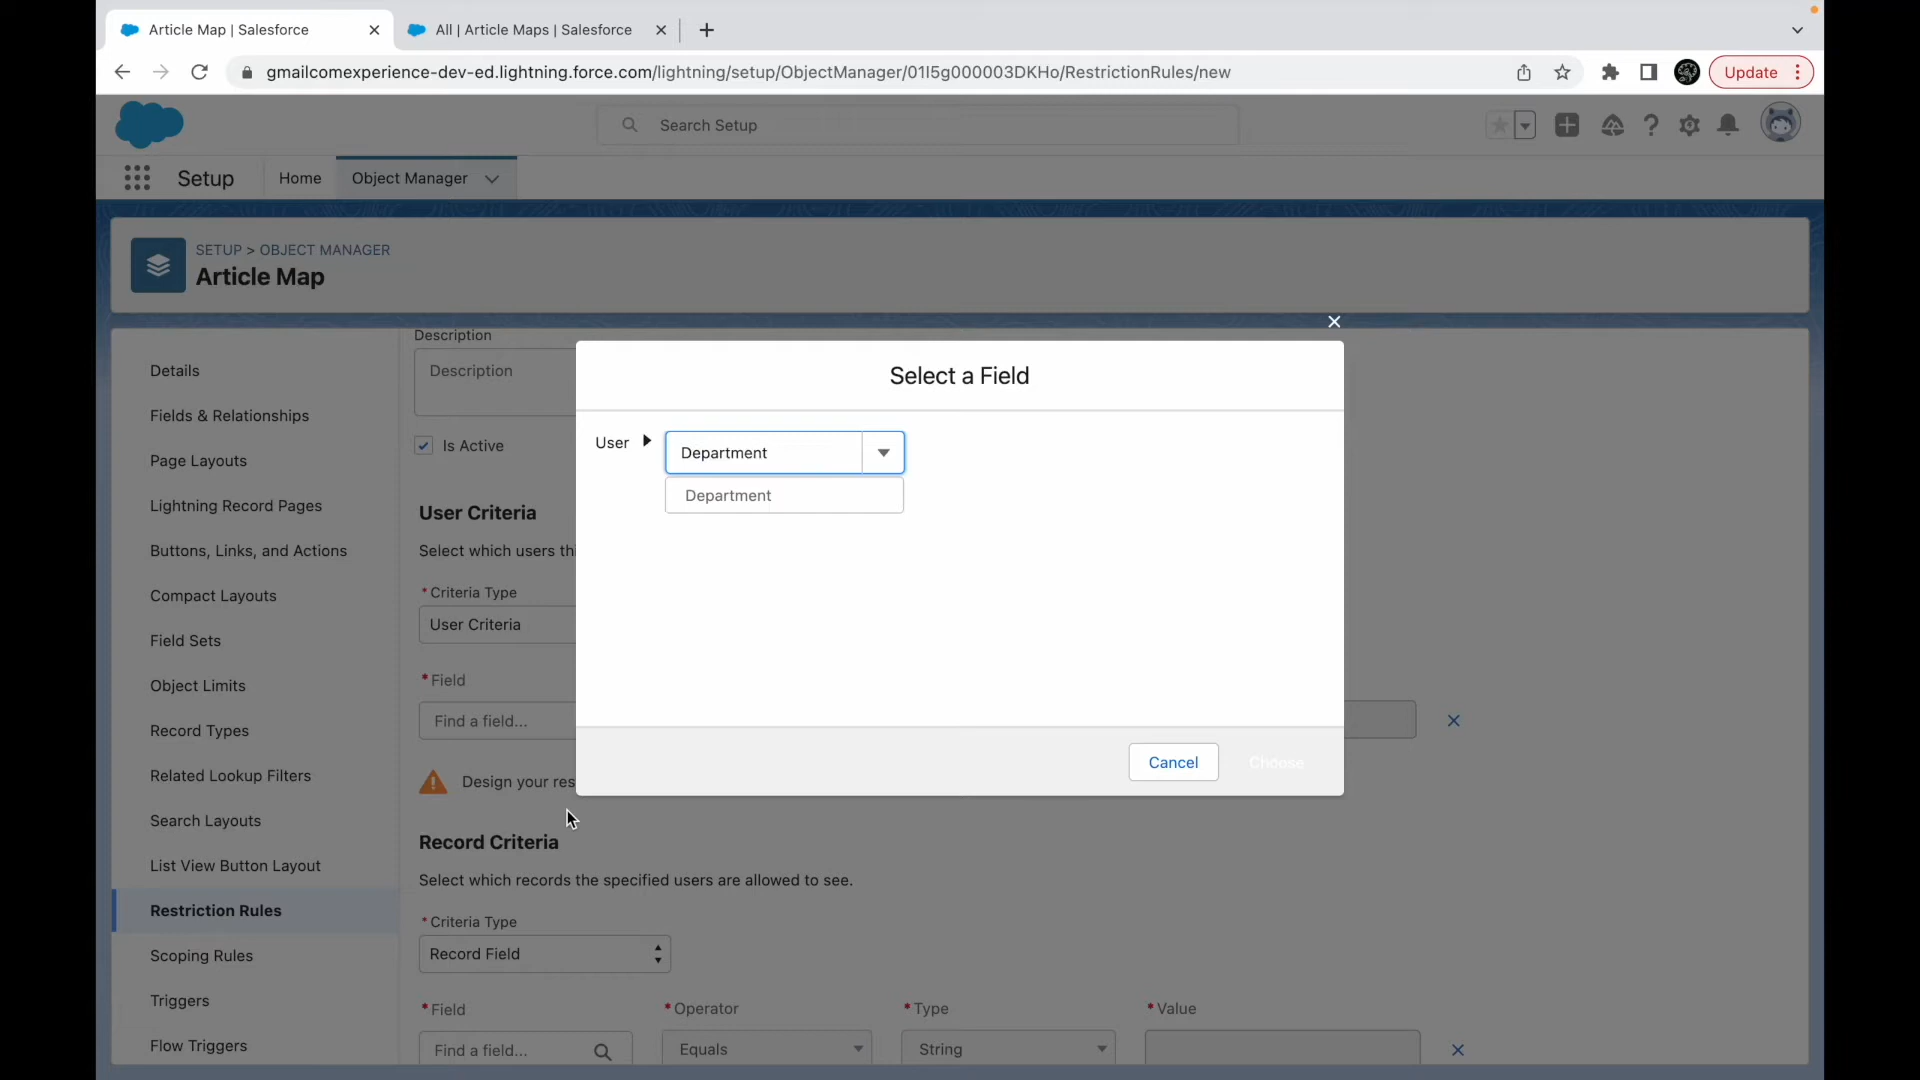 Article Map | Salesforce
All | Article Maps | Salesforce
gmailcomexperience-dev-ed.lightning.force.com/lightning/setup/ObjectManager/01I5g000003DKHo/RestrictionRules/new
Update
Search Setup
Setup
Home
Object Manager
SETUP > OBJECT MANAGER
Article Map
Details
Fields & Relationships
Page Layouts
Lightning Record Pages
Buttons, Links, and Actions
Compact Layouts
Field Sets
Object Limits
Record Types
Related Lookup Filters
Search Layouts
List View Button Layout
Restriction Rules
Scoping Rules
Triggers
Flow Triggers
Description
Description
Is Active
User Criteria
Select which users thi
* Criteria Type
User Criteria
* Field
Find a field...
Design your res
Select a Field
User
Department
Department
Cancel
Choose
Record Criteria
Select which records the specified users are allowed to see.
* Criteria Type
Record Field
* Field
* Operator
* Type
* Value
Find a field...
Equals
String